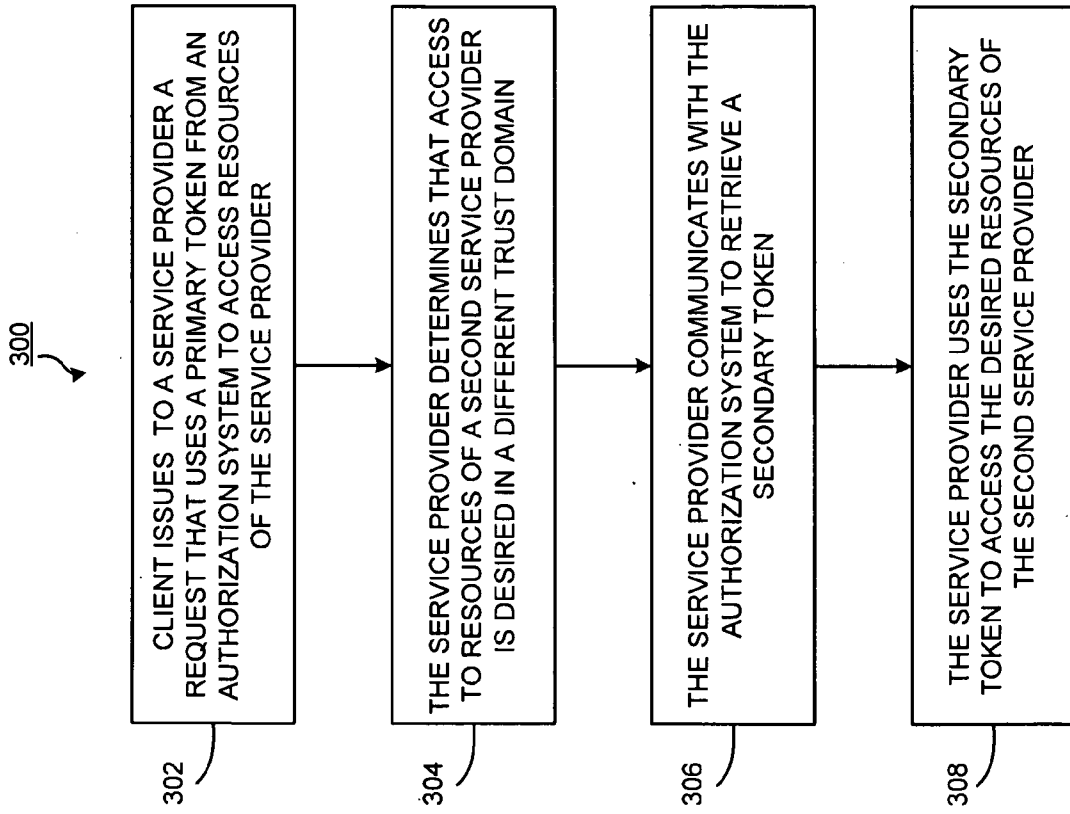 300
302
CLIENT ISSUES TO A SERVICE PROVIDER A
REQUEST THAT USES A PRIMARY TOKEN FROM AN
AUTHORIZATION SYSTEM TO ACCESS RESOURCES
OF THE SERVICE PROVIDER
304
THE SERVICE PROVIDER DETERMINES THAT ACCESS
TO RESOURCES OF A SECOND SERVICE PROVIDER
IS DESIRED IN A DIFFERENT TRUST DOMAIN
306
THE SERVICE PROVIDER COMMUNICATES WITH THE
AUTHORIZATION SYSTEM TO RETRIEVE A
SECONDARY TOKEN
308
THE SERVICE PROVIDER USES THE SECONDARY
TOKEN TO ACCESS THE DESIRED RESOURCES OF
THE SECOND SERVICE PROVIDER